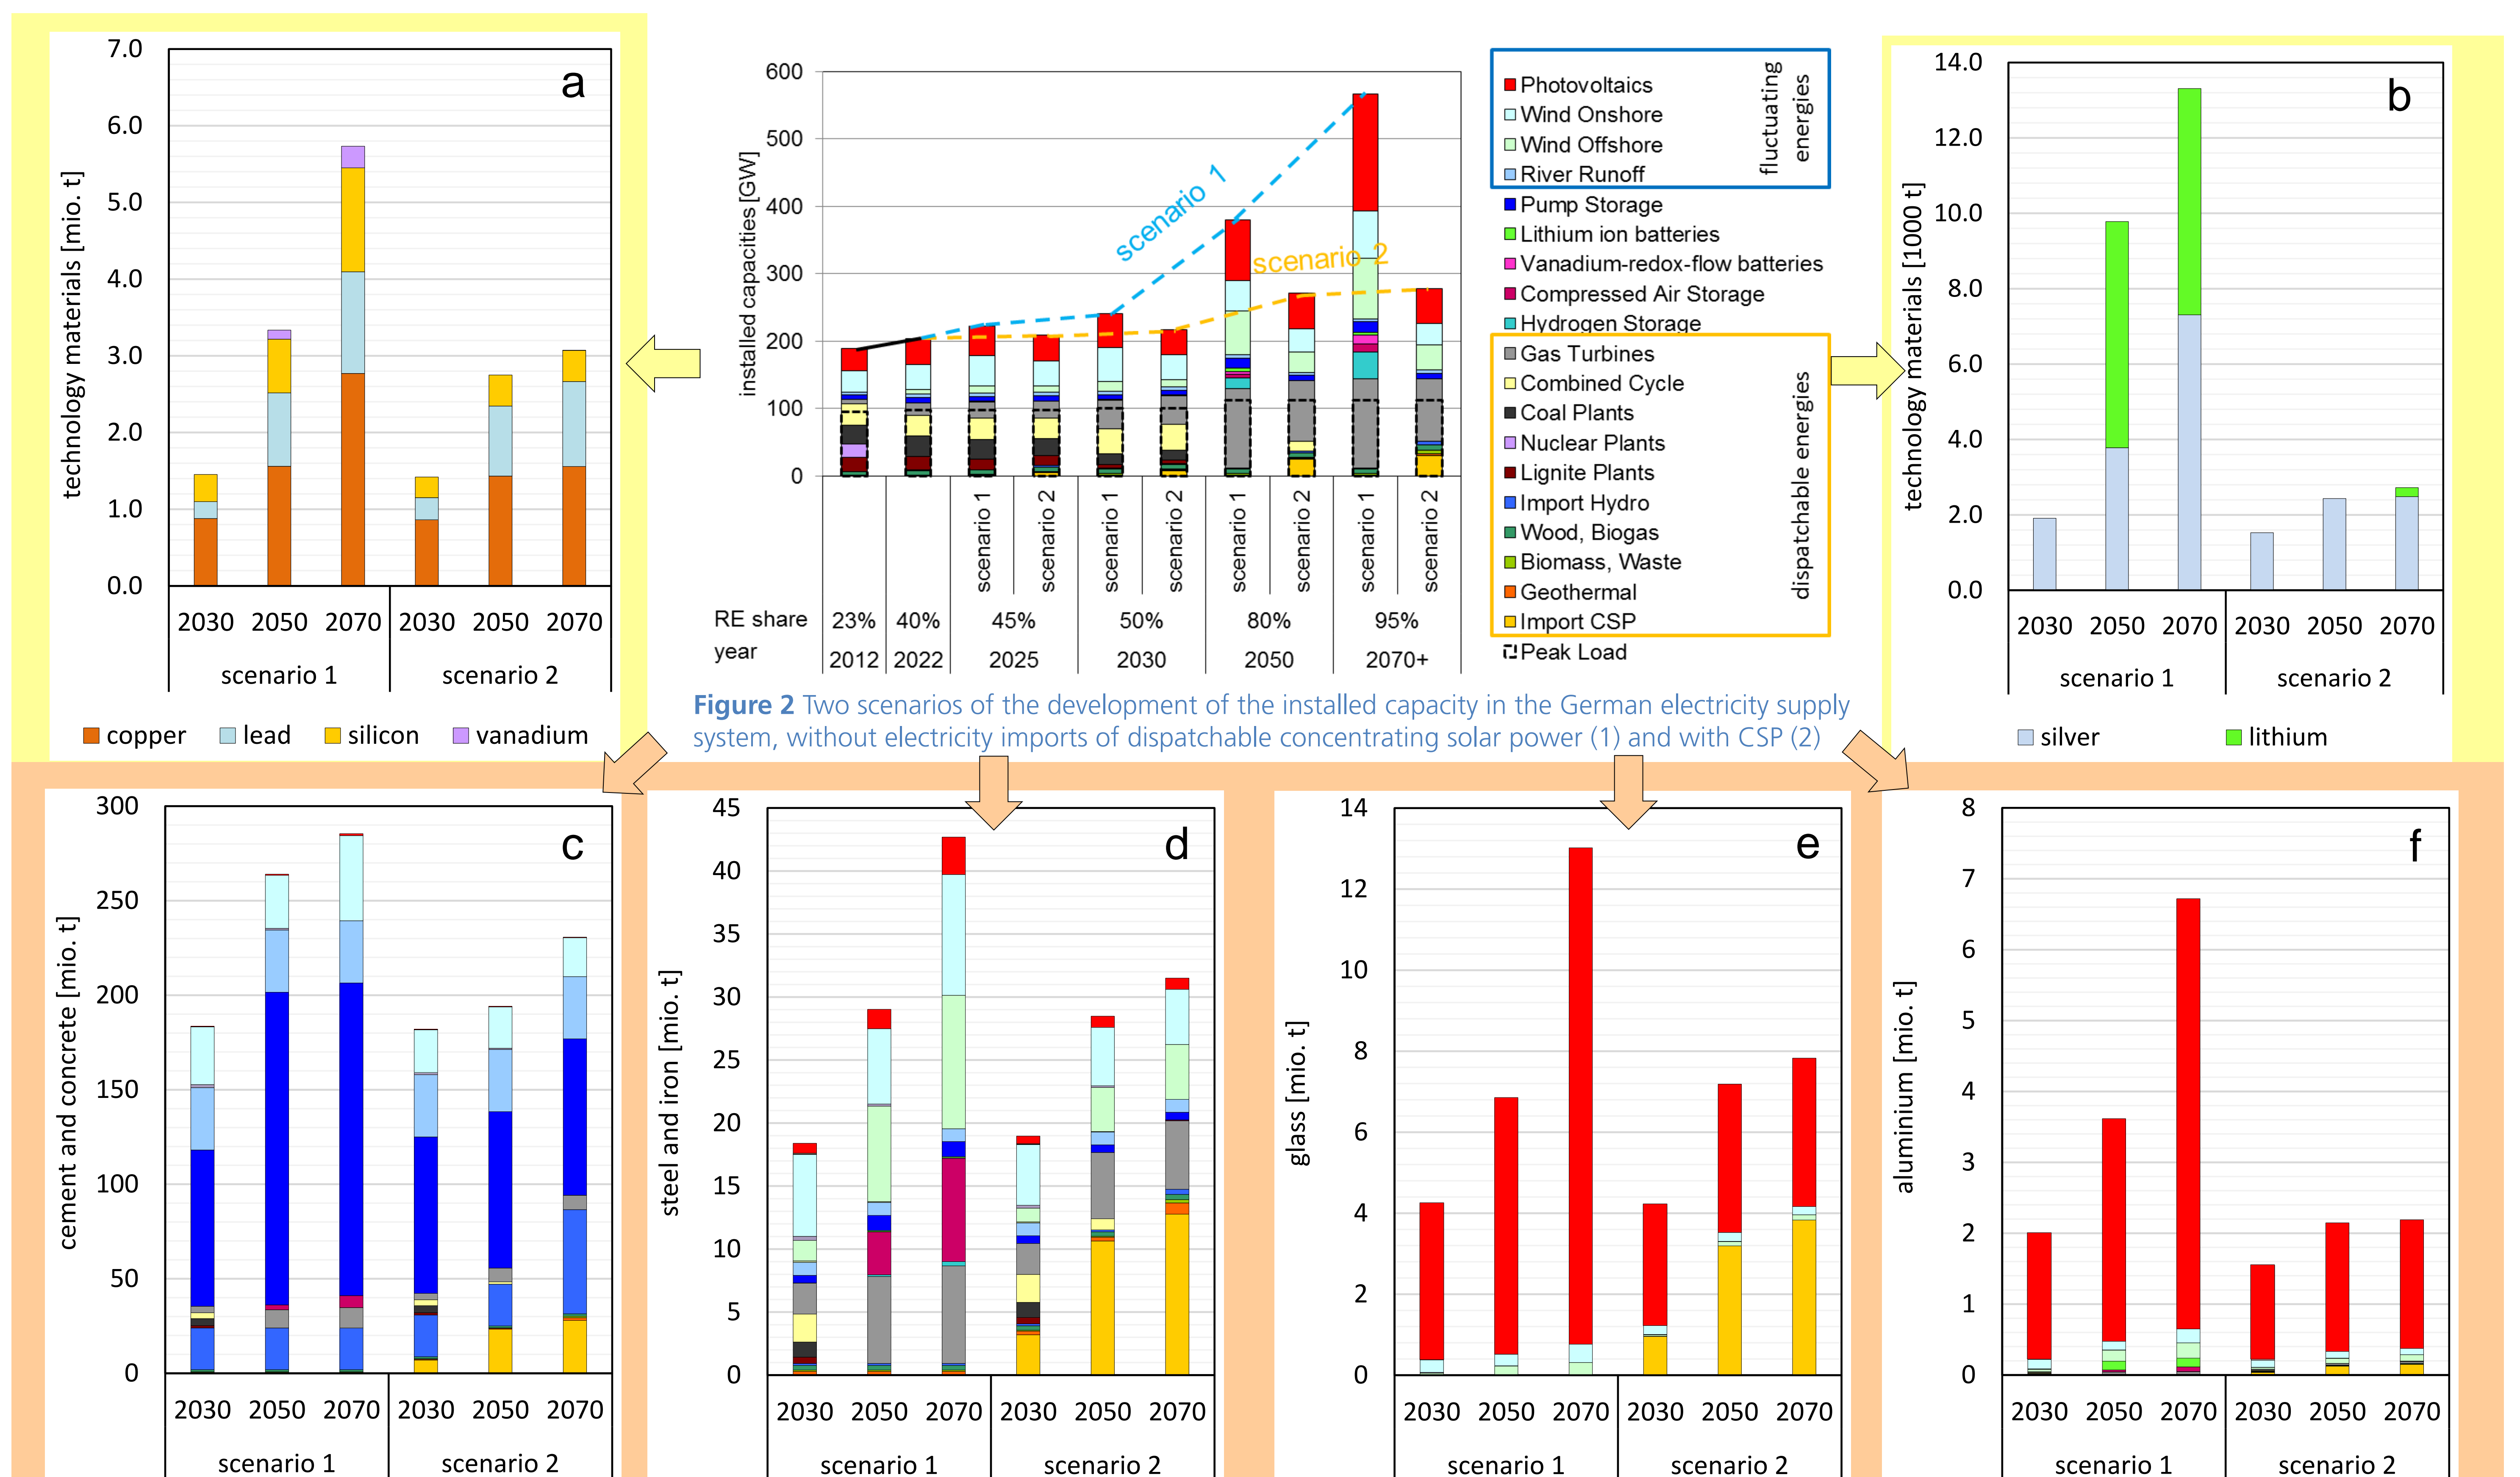 7.0
6.0
5.0
4.0
3.0
2.0
1.0
0.0
technology materials [mio. t]
a
2030 2050 2070 2030 2050 2070
scenario 1 scenario 2
copper lead silicon vanadium
600
500
400
300
200
100
0
installed capacities [GW]
scenario 1
scenario 2
scenario 1 scenario 2 scenario 1 scenario 2 scenario 1 scenario 2 scenario 1 scenario 2
RE share 23% 40% 45% 50% 80% 95%
year 2012 2022 2025 2030 2050 2070+
Photovoltaics
Wind Onshore
Wind Offshore
River Runoff
fluctuating
energies
Pump Storage
Lithium ion batteries
Vanadium-redox-flow batteries
Compressed Air Storage
Hydrogen Storage
Gas Turbines
Combined Cycle
Coal Plants
Nuclear Plants
Lignite Plants
Import Hydro
Wood, Biogas
Biomass, Waste
Geothermal
Import CSP
dispatchable energies
Peak Load
Figure 2 Two scenarios of the development of the installed capacity in the German electricity supply
system, without electricity imports of dispatchable concentrating solar power (1) and with CSP (2)
14.0
12.0
10.0
8.0
6.0
4.0
2.0
0.0
technology materials [1000 t]
b
2030 2050 2070 2030 2050 2070
scenario 1 scenario 2
silver lithium
300
250
200
150
100
50
0
cement and concrete [mio. t]
c
2030 2050 2070 2030 2050 2070
scenario 1 scenario 2
45
40
35
30
25
20
15
10
5
0
steel and iron [mio. t]
d
2030 2050 2070 2030 2050 2070
scenario 1 scenario 2
14
12
10
8
6
4
2
0
glass [mio. t]
e
2030 2050 2070 2030 2050 2070
scenario 1 scenario 2
8
7
6
5
4
3
2
1
0
aluminium [mio. t]
f
2030 2050 2070 2030 2050 2070
scenario 1 scenario 2